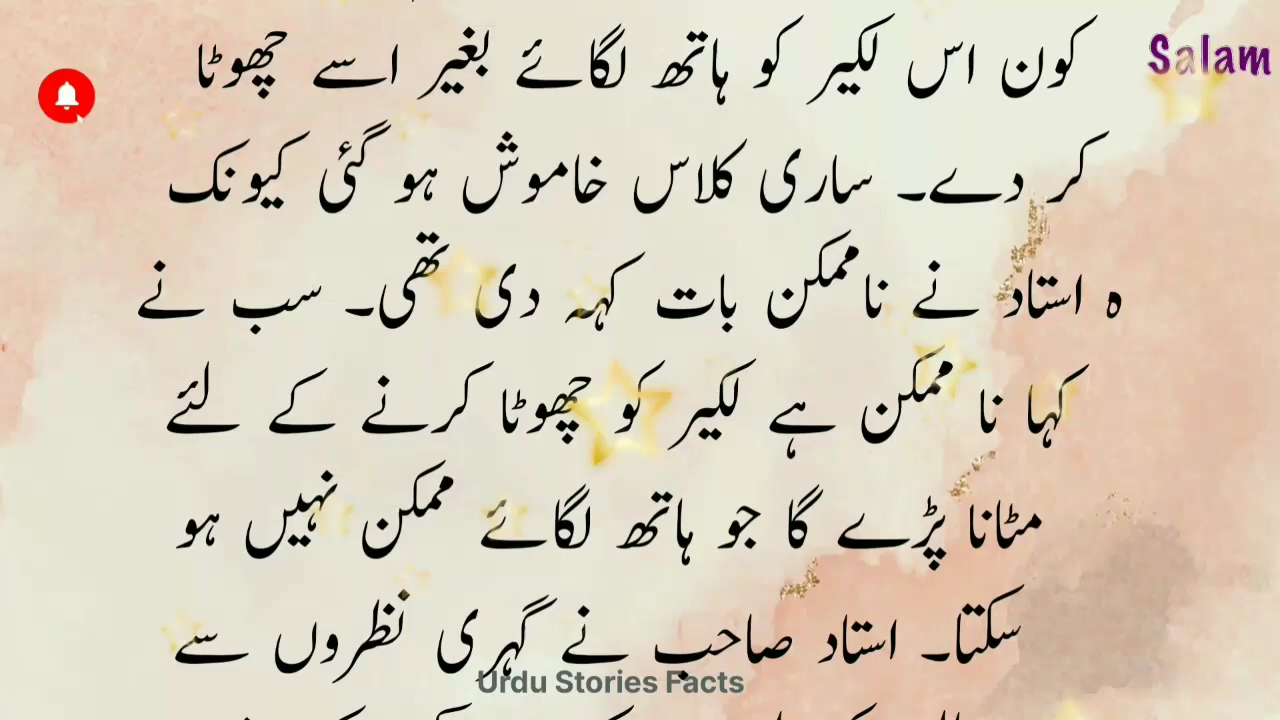 Salam
کون اس لکیر کو ہاتھ لگائے بغیر اسے چھوٹا
کر دے۔ ساری کلاس خاموش ہو گئی کیونک
ہ استاد نے ناممکن بات کہہ دی تھی۔ سب نے
کہا نا ممکن ہے لکیر کو چھوٹا کرنے کے لئے
مٹانا پڑے گا جو ہاتھ لگائے ممکن نہیں ہو
سکتا۔ استاد صاحب نے گہری نظروں سے
Urdu Stories Facts